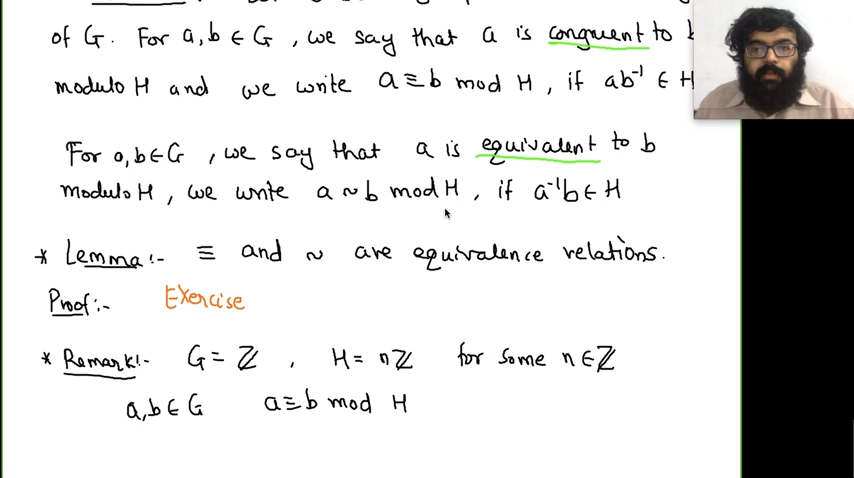 of G. For a, b ∈ G, we say that a is congruent to b
modulo H and we write a ≡ b mod H, if ab⁻¹ ∈ H
For a, b ∈ G, we say that a is equivalent to b
modulo H, we write a ~ b mod H, if a⁻¹b ∈ H
* Lemma:- ≡ and ~ are equivalence relations.
Proof:- Exercise
* Remark:- G = ℤ, H = nℤ for some n ∈ ℤ
a, b ∈ G a ≡ b mod H